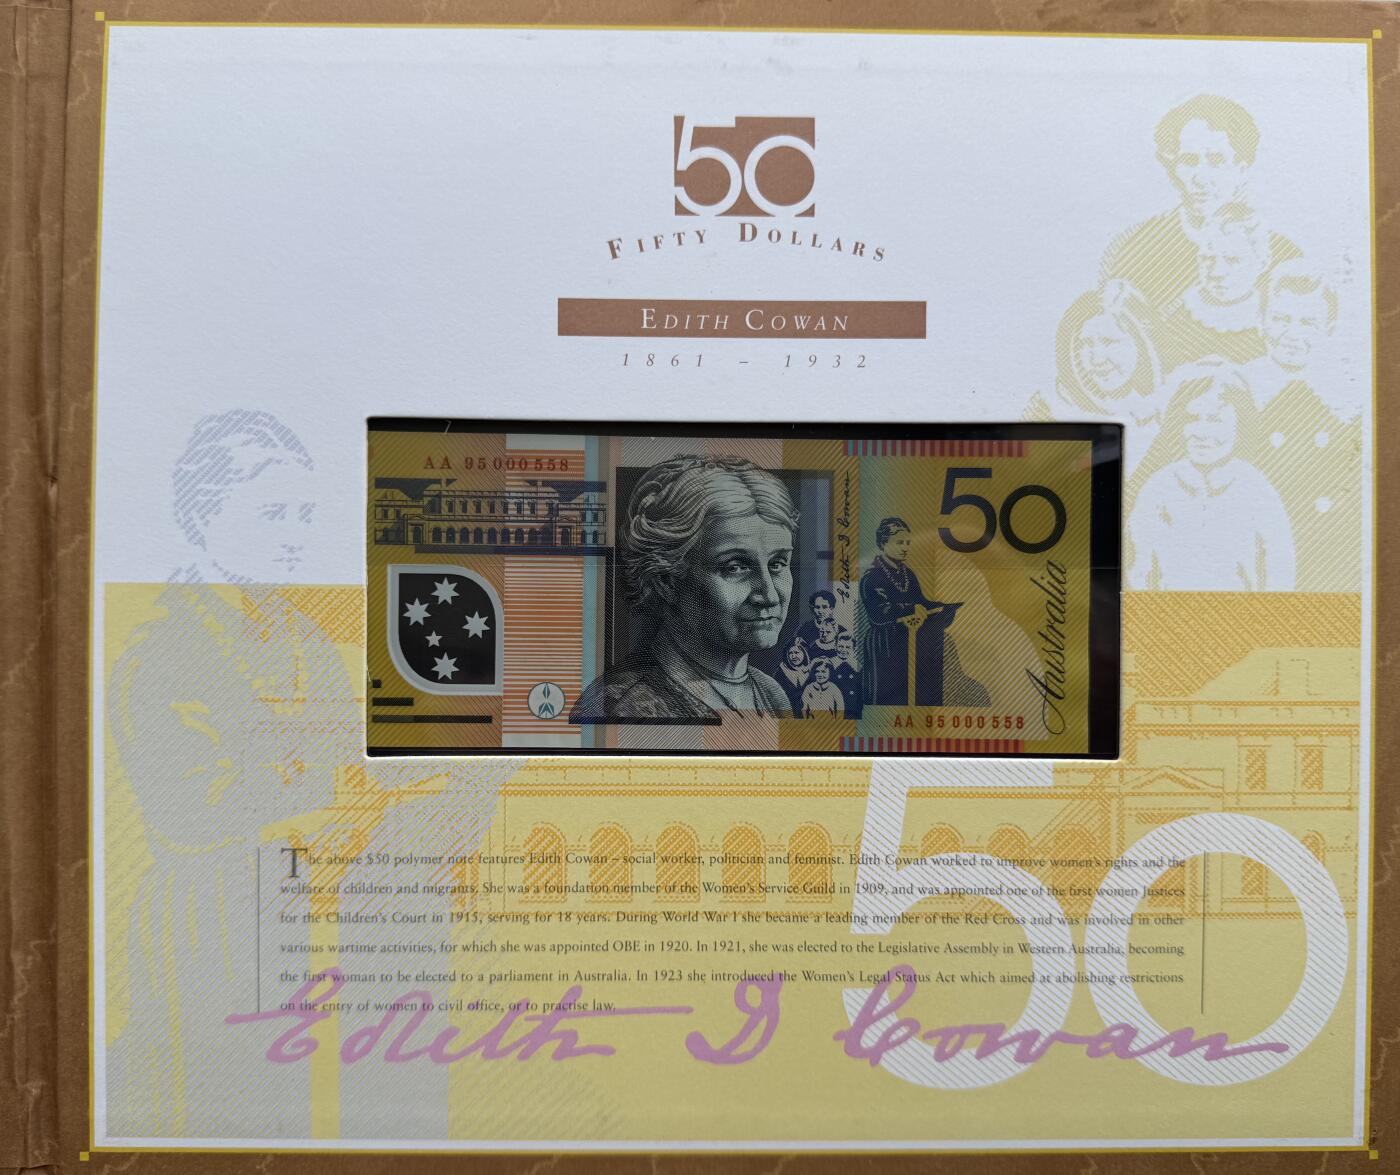 50
FIFTY DOLLARS
EDITH COWAN
1861 – 1932
AA 95000558
50
Edith D Cowan
Australia
AA 95000558
50
The above $50 polymer note features Edith Cowan – social worker, politician and feminist. Edith Cowan worked to improve women's rights and the
welfare of children and migrants. She was a foundation member of the Women's Service Guild in 1909, and was appointed one of the first women Justices
for the Children's Court in 1915, serving for 18 years. During World War I she became a leading member of the Red Cross and was involved in other
various wartime activities, for which she was appointed OBE in 1920. In 1921, she was elected to the Legislative Assembly in Western Australia, becoming
the first woman to be elected to a parliament in Australia. In 1923 she introduced the Women's Legal Status Act which aimed at abolishing restrictions
on the entry of women to civil office, or to practise law.
Edith D Cowan